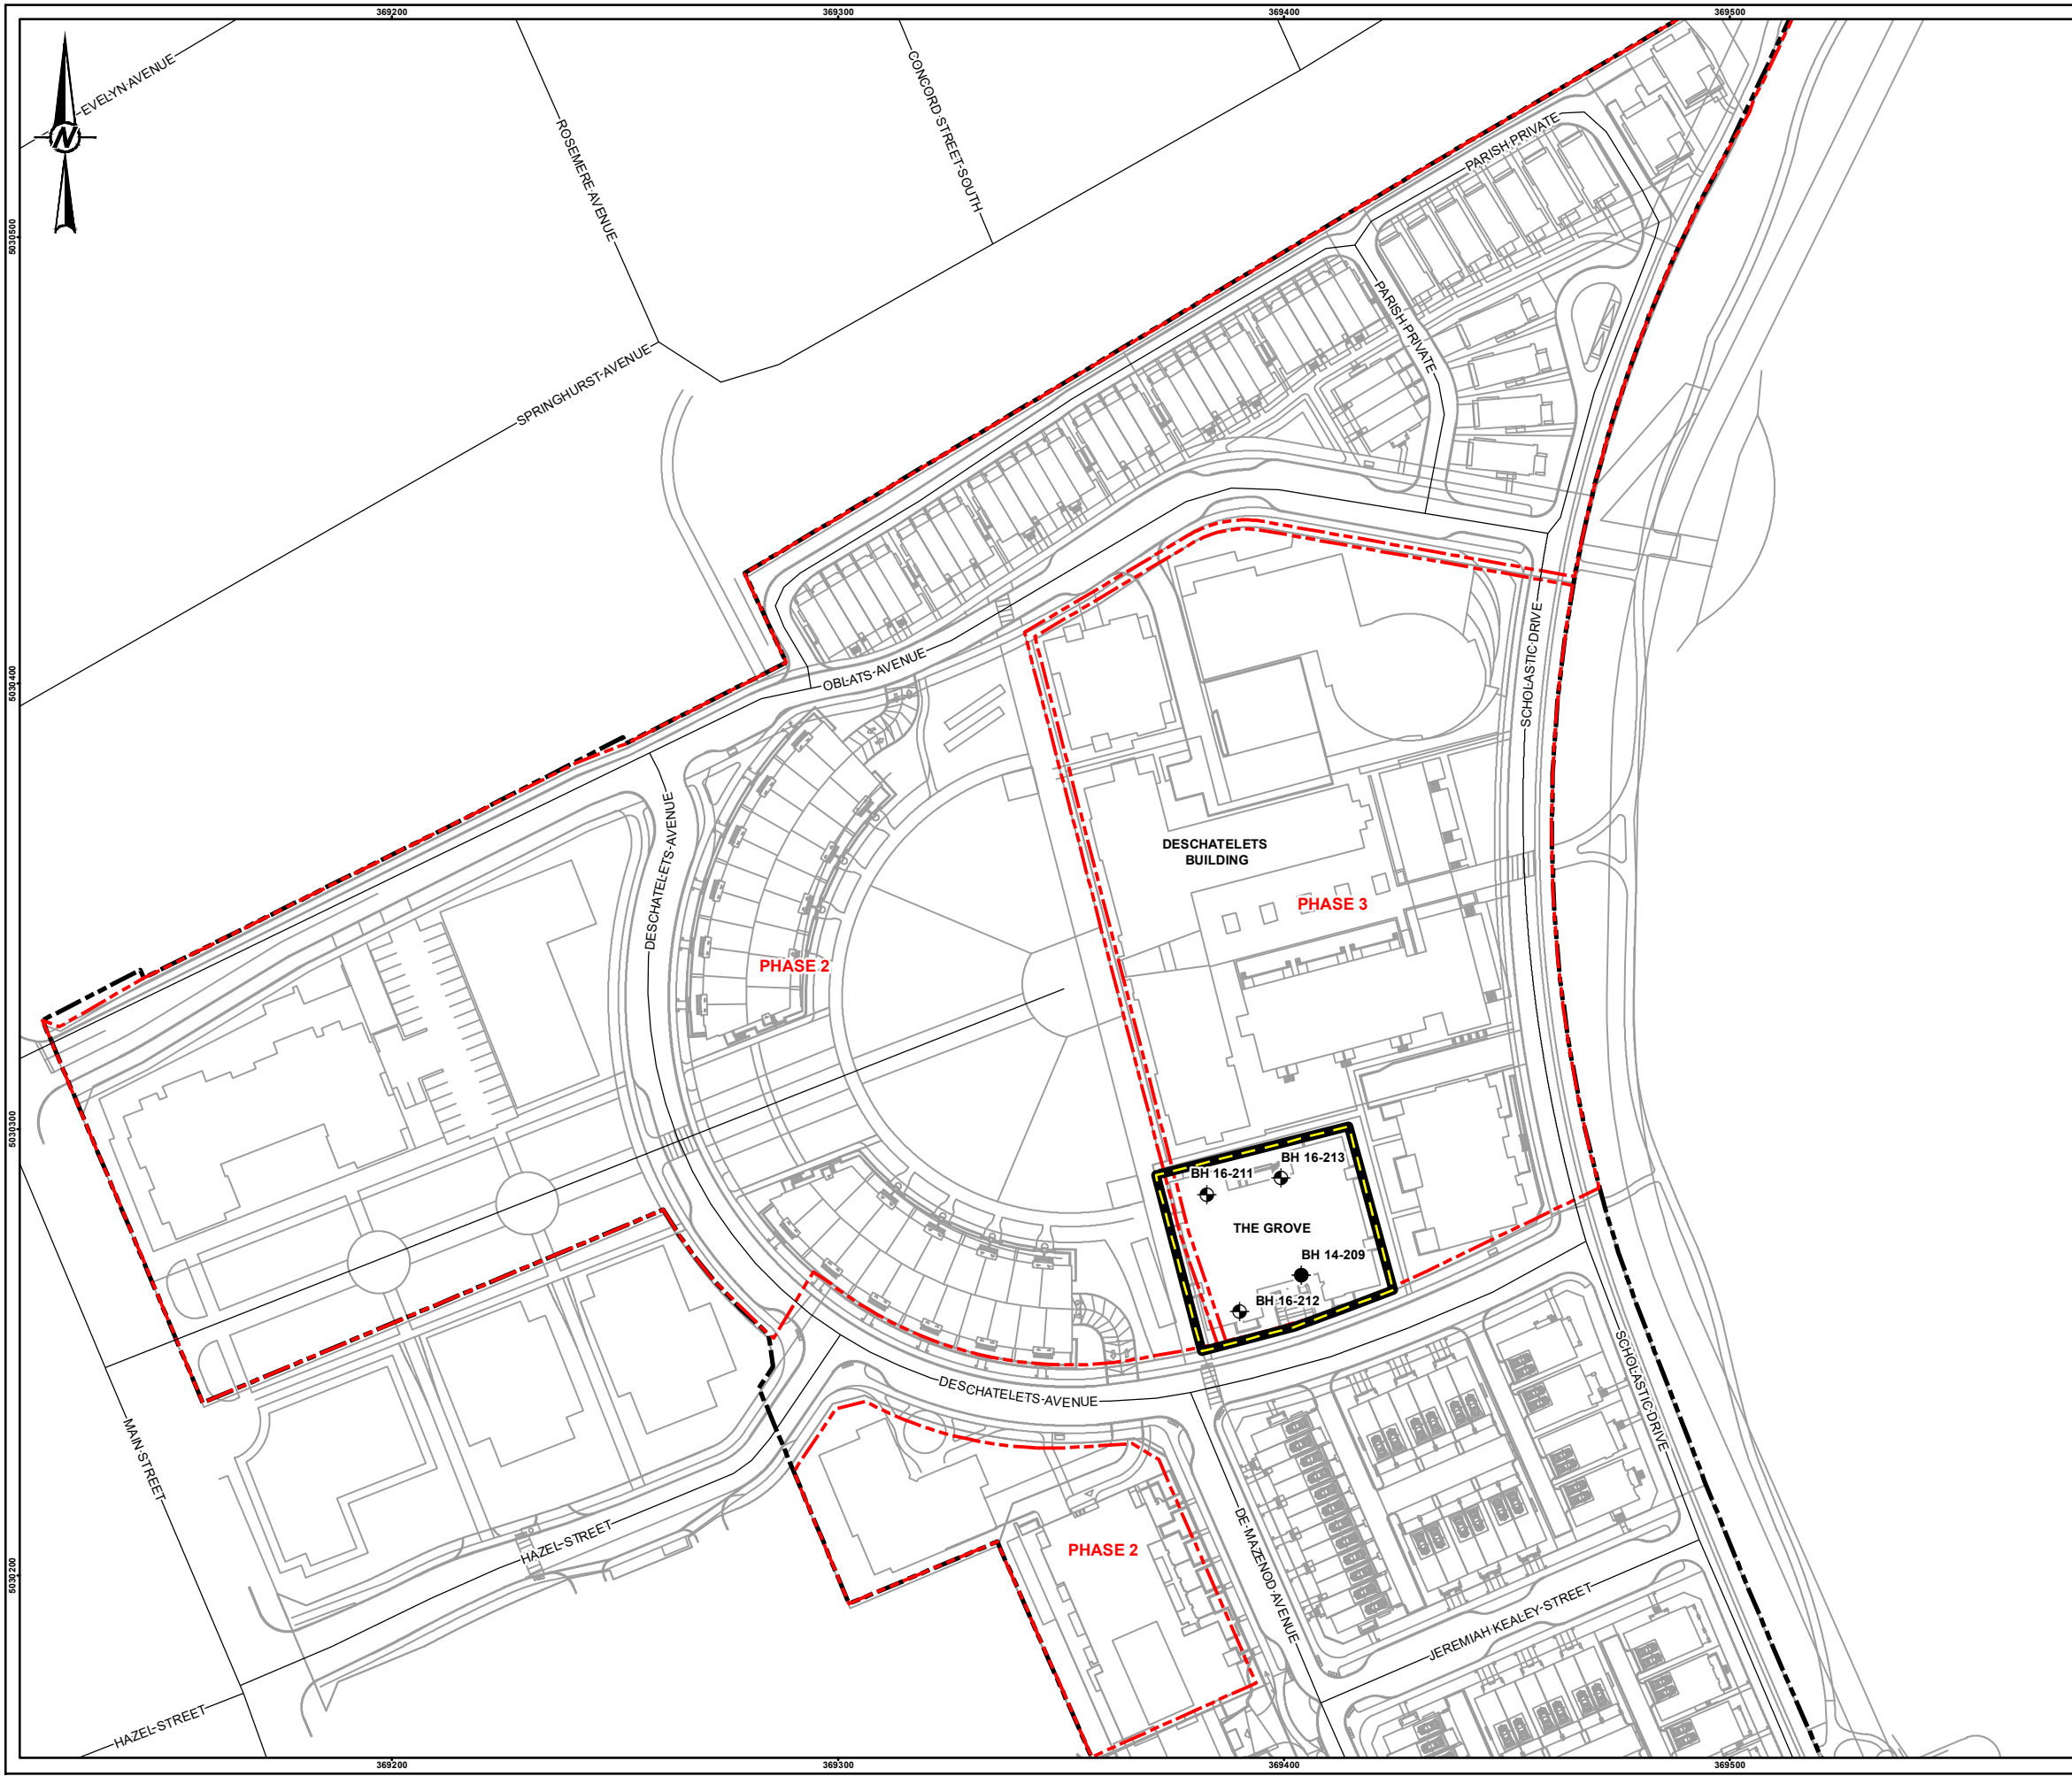 369200
369300
369400
369500
EVELYN AVENUE
N
ROSEMERE AVENUE
CONCORD STREET SOUTH
PARISH PRIVATE
5030500
PARISH PRIVATE
SPRINGHURST AVENUE
SCHOLASTIC DRIVE
OBLATS AVENUE
5030400
DESCHATELETS AVENUE
DESCHATELETS
BUILDING
PHASE 3
PHASE 2
5030300
BH 16-213
BH 16-211
THE GROVE
BH 14-209
BH 16-212
SCHOLASTIC DRIVE
DESCHATELETS AVENUE
MAIN STREET
HAZEL STREET
PHASE 2
DE MAZENOD AVENUE
5030200
JEREMIAH KEALEY STREET
HAZEL STREET
369200
369300
369400
369500